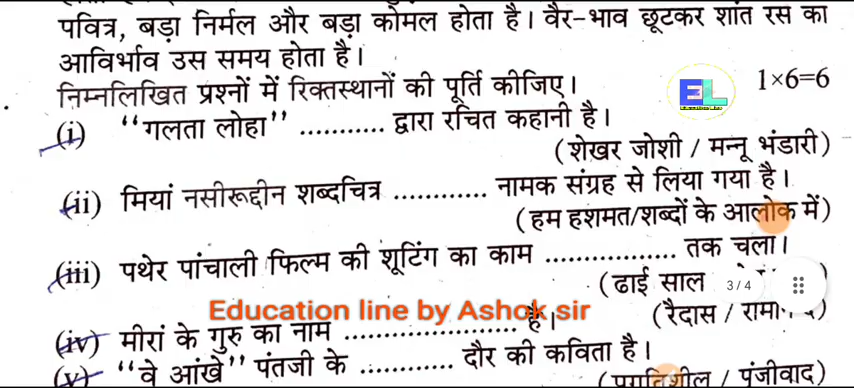 पवित्र, बड़ा निर्मल और बड़ा कोमल होता है। वैर-भाव छूटकर शांत रस का
आविर्भाव उस समय होता है।
निम्नलिखित प्रश्नों में रिक्तस्थानों की पूर्ति कीजिए। 1×6=6
EL
(i) “गलता लोहा” ........... द्वारा रचित कहानी है।
(शेखर जोशी / मन्नू भंडारी)
(ii) मियां नसीरूद्दीन शब्दचित्र ............ नामक संग्रह से लिया गया है।
(हम हशमत/शब्दों के आलोक में)
(iii) पथेर पांचाली फिल्म की शूटिंग का काम ................. तक चला।
(ढाई साल
3/4
Education line by Ashok sir
(iv) मीरां के गुरु का नाम ............................. है।
(रैदास /
(v) “वे आंखे” पंतजी के ............... दौर की कविता है।
(प्रगतिशील / पूंजीवाद)